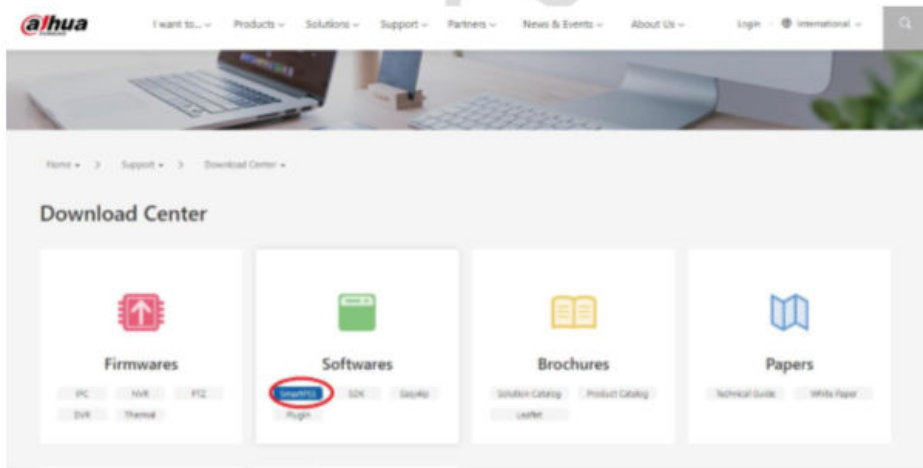 alhua
I want to... Products Solutions Support Partners News & Events About Us Login International
Home > Support > Download Center
Download Center
Firmwares
IPC NVR PTZ
DVR Thermal
Softwares
SmartPSS SDK EasyAip
Plugin
Brochures
Solution Catalog Product Catalog
Leaflet
Papers
Technical Guide White Paper